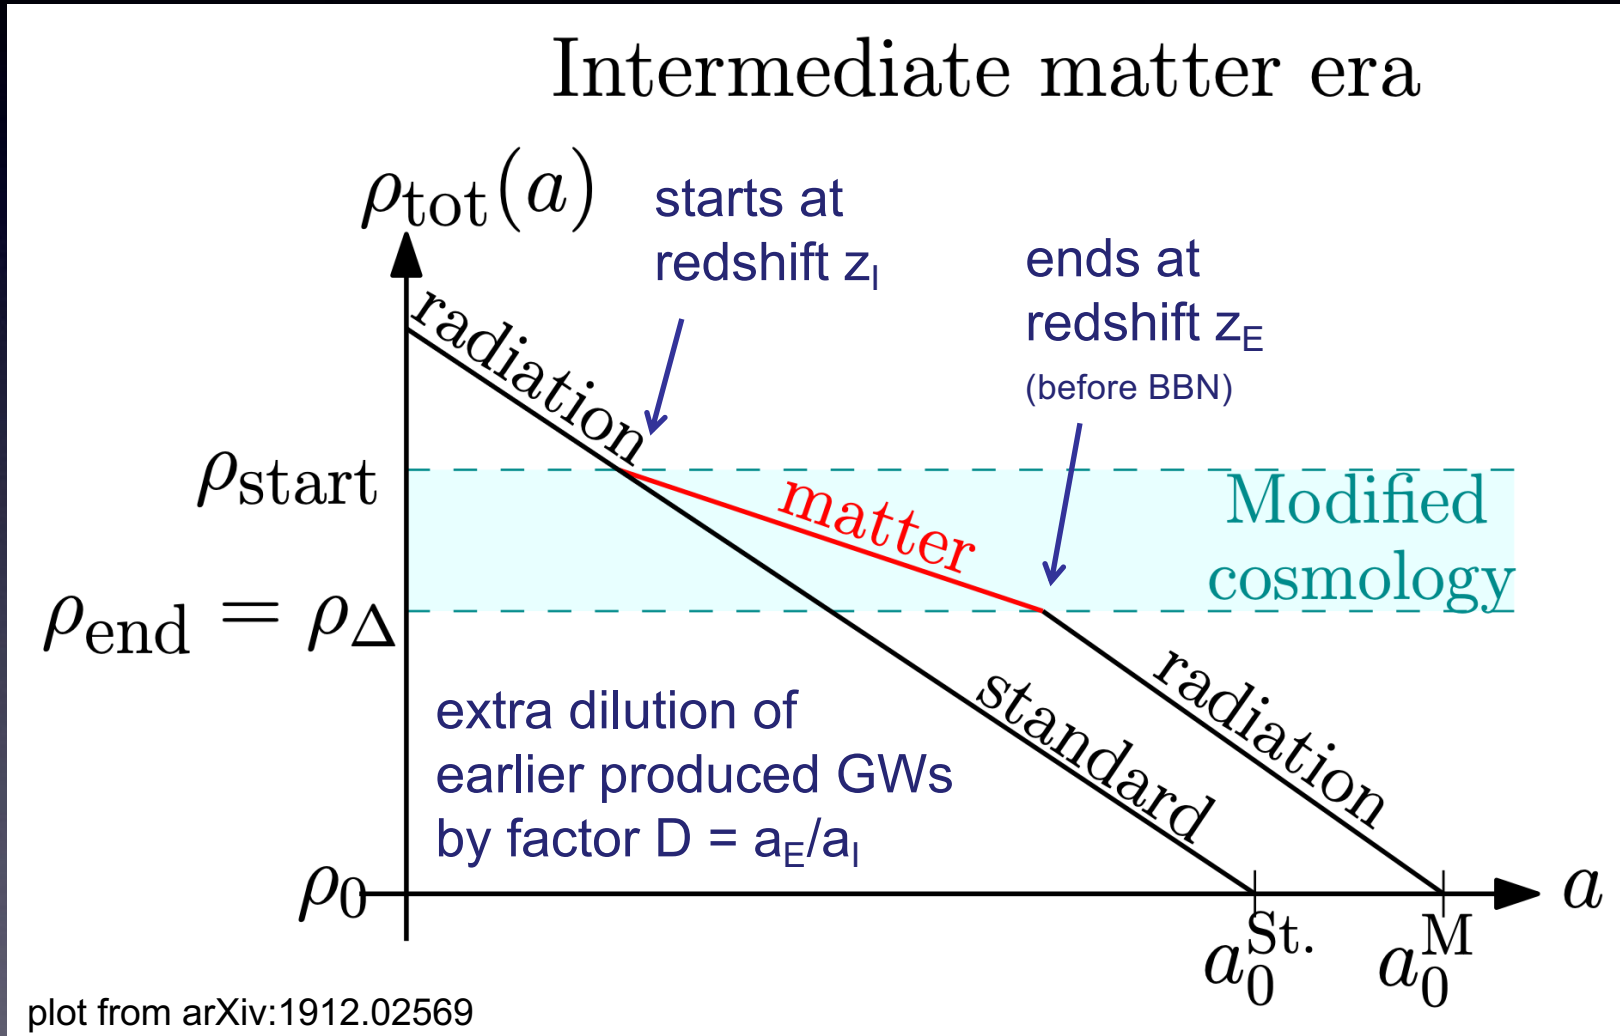 Intermediate matter era
ρtot(a)
starts at
redshift zI
ends at
redshift zE
(before BBN)
radiation
ρstart
matter
Modified
cosmology
ρend = ρΔ
radiation
standard
extra dilution of
earlier produced GWs
by factor D = aE/aI
ρ0
a
a0St.
a0M
plot from arXiv:1912.02569